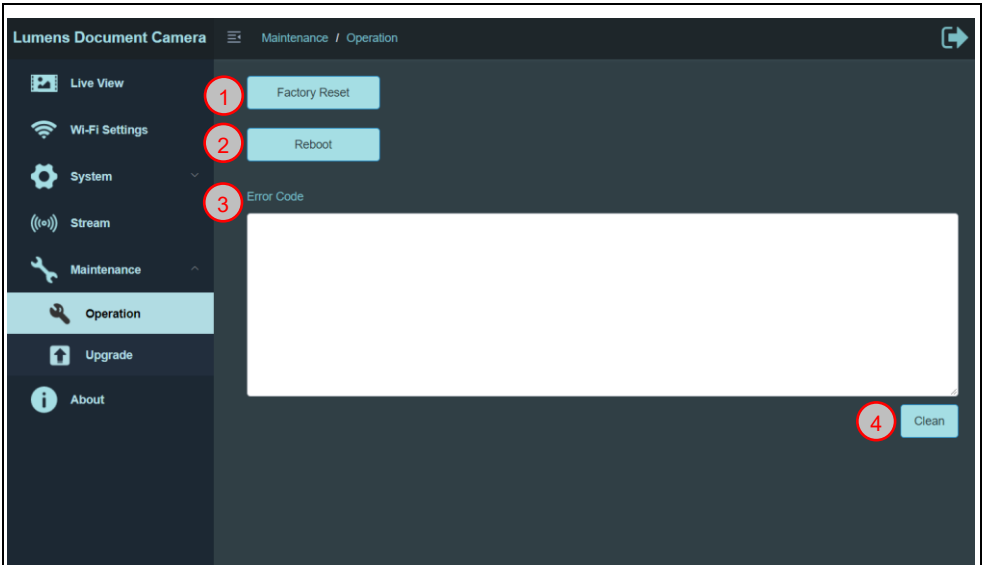 Lumens Document Camera
Maintenance / Operation
Live View
Wi-Fi Settings
System
Stream
Maintenance
Operation
Upgrade
About
1
Factory Reset
2
Reboot
3
Error Code
4
Clean